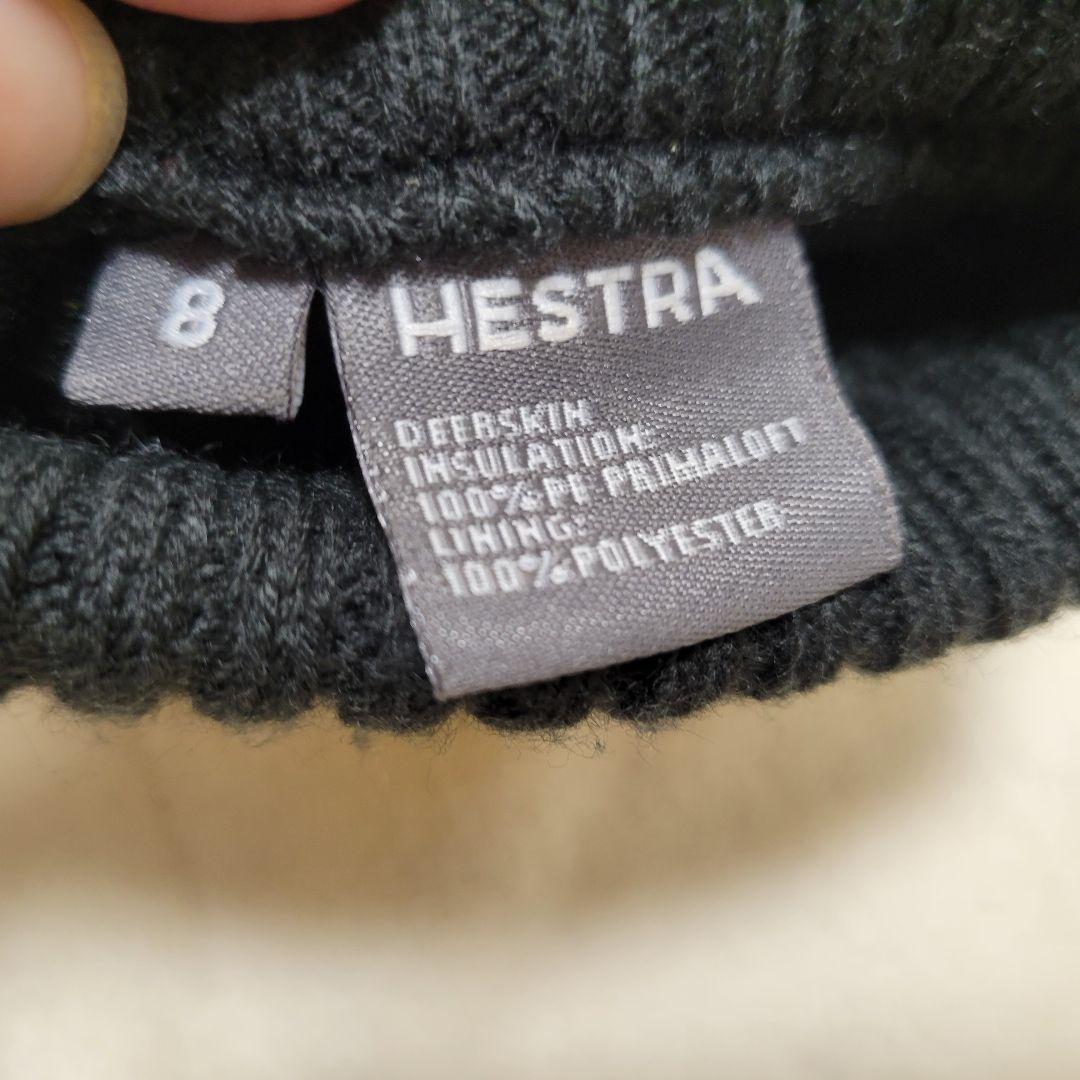 8
HESTRA
DEERSKIN
INSULATION:
100% PE PRIMALOFT
LINING:
100% POLYESTER